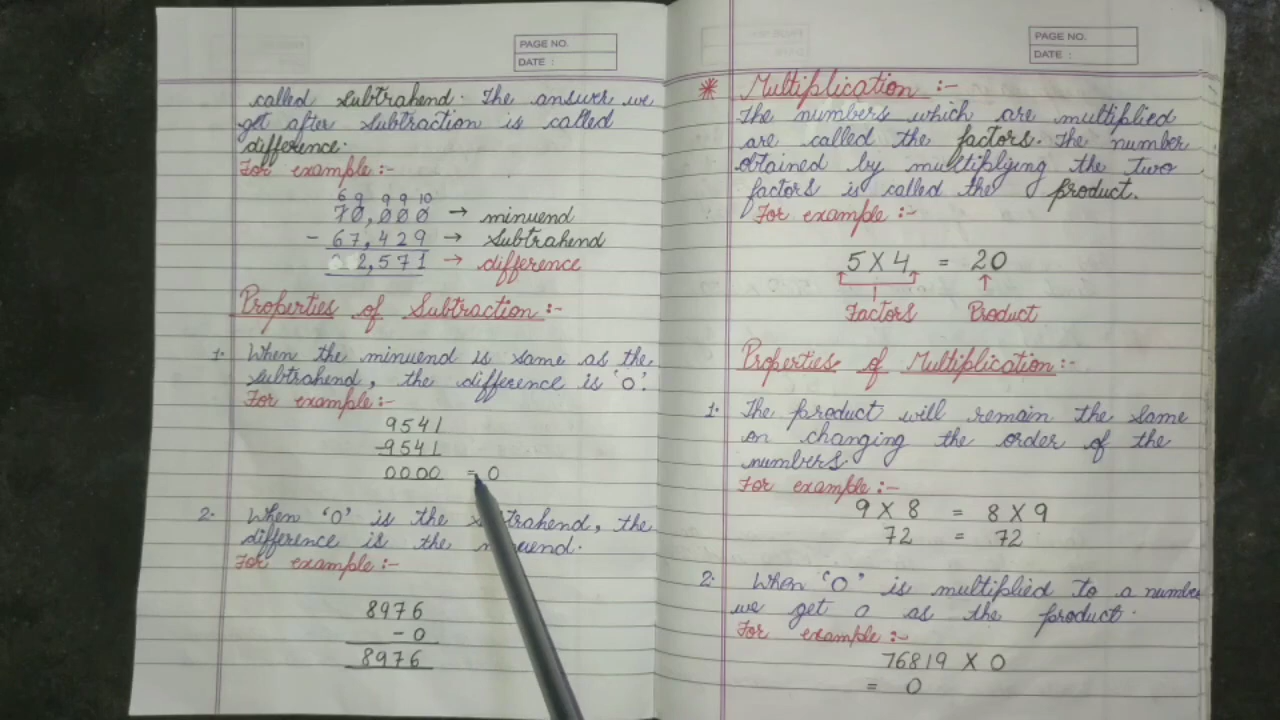 PAGE NO.
DATE :
called subtrahend. The answer we
get after subtraction is called
difference.
For example :-
6 9 9 9 10
70,000 → minuend
- 67,429 → subtrahend
2,571 → difference
Properties of Subtraction :-
1. When the minuend is same as the
subtrahend, the difference is '0'.
For example :-
9541
-9541
0000 = 0
2. When '0' is the subtrahend, the
difference is the minuend.
For example :-
8976
- 0
8976
PAGE NO.
DATE :
* Multiplication :-
The numbers which are multiplied
are called the factors. The number
obtained by multiplying the two
factors is called the product.
For example :-
5 X 4 = 20
↑ ↑ ↑
Factors Product
Properties of Multiplication :-
1. The product will remain the same
on changing the order of the
numbers.
For example :-
9 X 8 = 8 X 9
72 = 72
2. When "0" is multiplied to a number
we get 0 as the product.
For example :-
76819 X 0
= 0